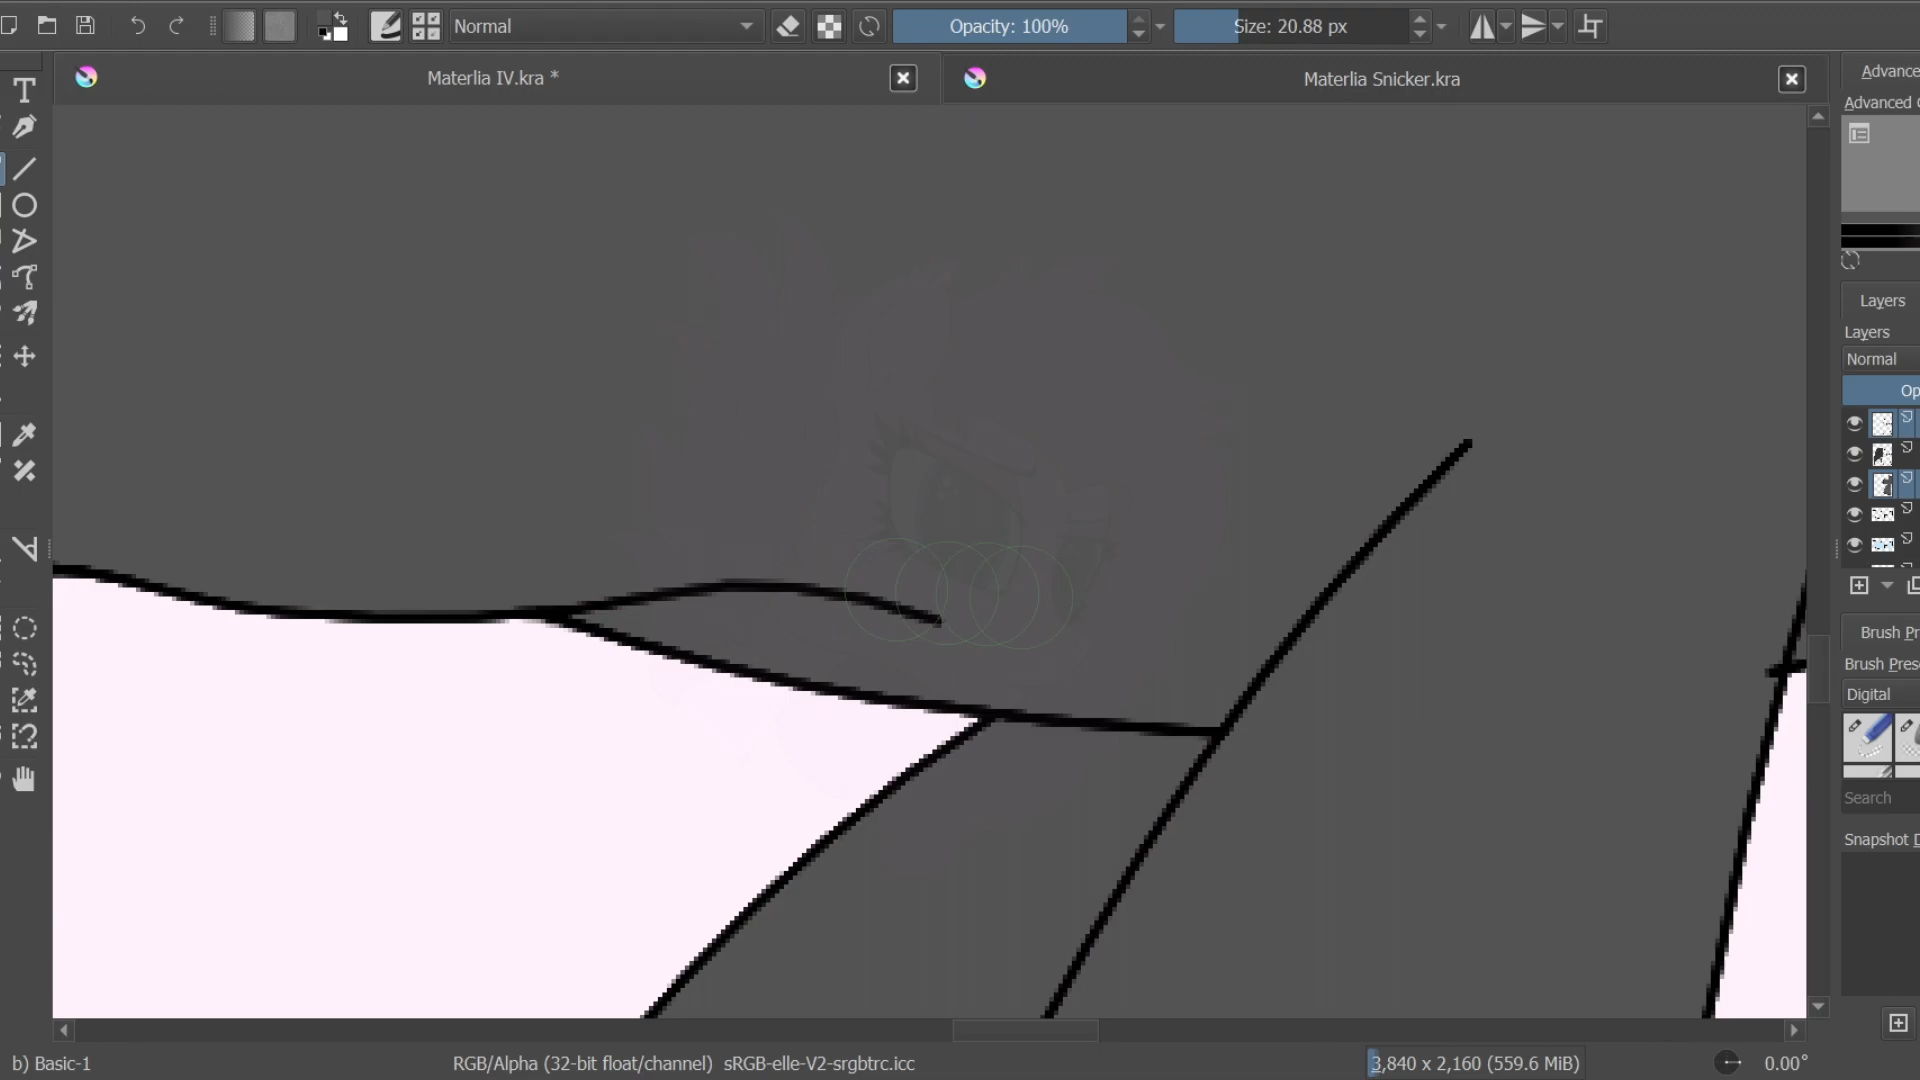 Normal
Opacity: 100%
Size: 20.88 px
Materlia IV.kra *
Materlia Snicker.kra
Advance
Advanced
Layers
Layers
Normal
Op
Brush Pr
Brush Prese
Digital
Search
Snapshot D
b) Basic-1
RGB/Alpha (32-bit float/channel) sRGB-elle-V2-srgbtrc.icc
3,840 x 2,160 (559.6 MiB)
0.00°